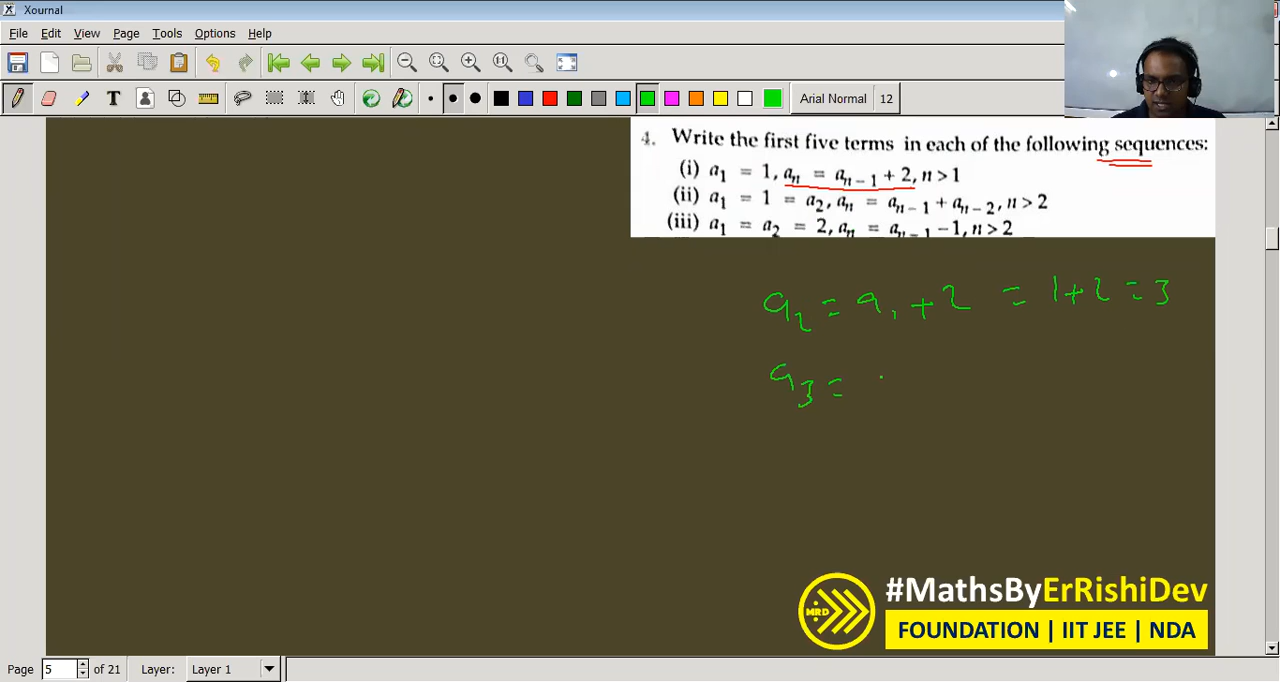 Xournal
File Edit View Page Tools Options Help
Arial Normal 12
4. Write the first five terms in each of the following sequences:
(i) a₁ = 1, aₙ = aₙ₋₁ + 2, n > 1
(ii) a₁ = 1 = a₂, aₙ = aₙ₋₁ + aₙ₋₂, n > 2
(iii) a₁ = a₂ = 2, aₙ = aₙ₋₁ – 1, n > 2
a₂ = a₁ + 2 = 1+2 = 3
a₃ =
MRD
#MathsByErRishiDev
FOUNDATION | IIT JEE | NDA
Page 5 of 21 Layer: Layer 1